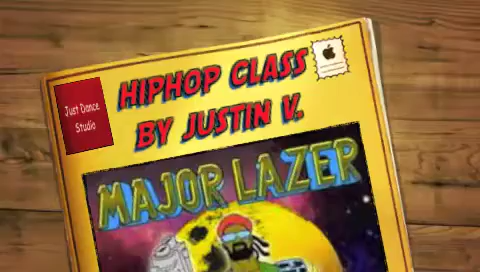 HIPHOP CLASS
BY JUSTIN V.
Just Dance
Studio
MAJOR LAZER